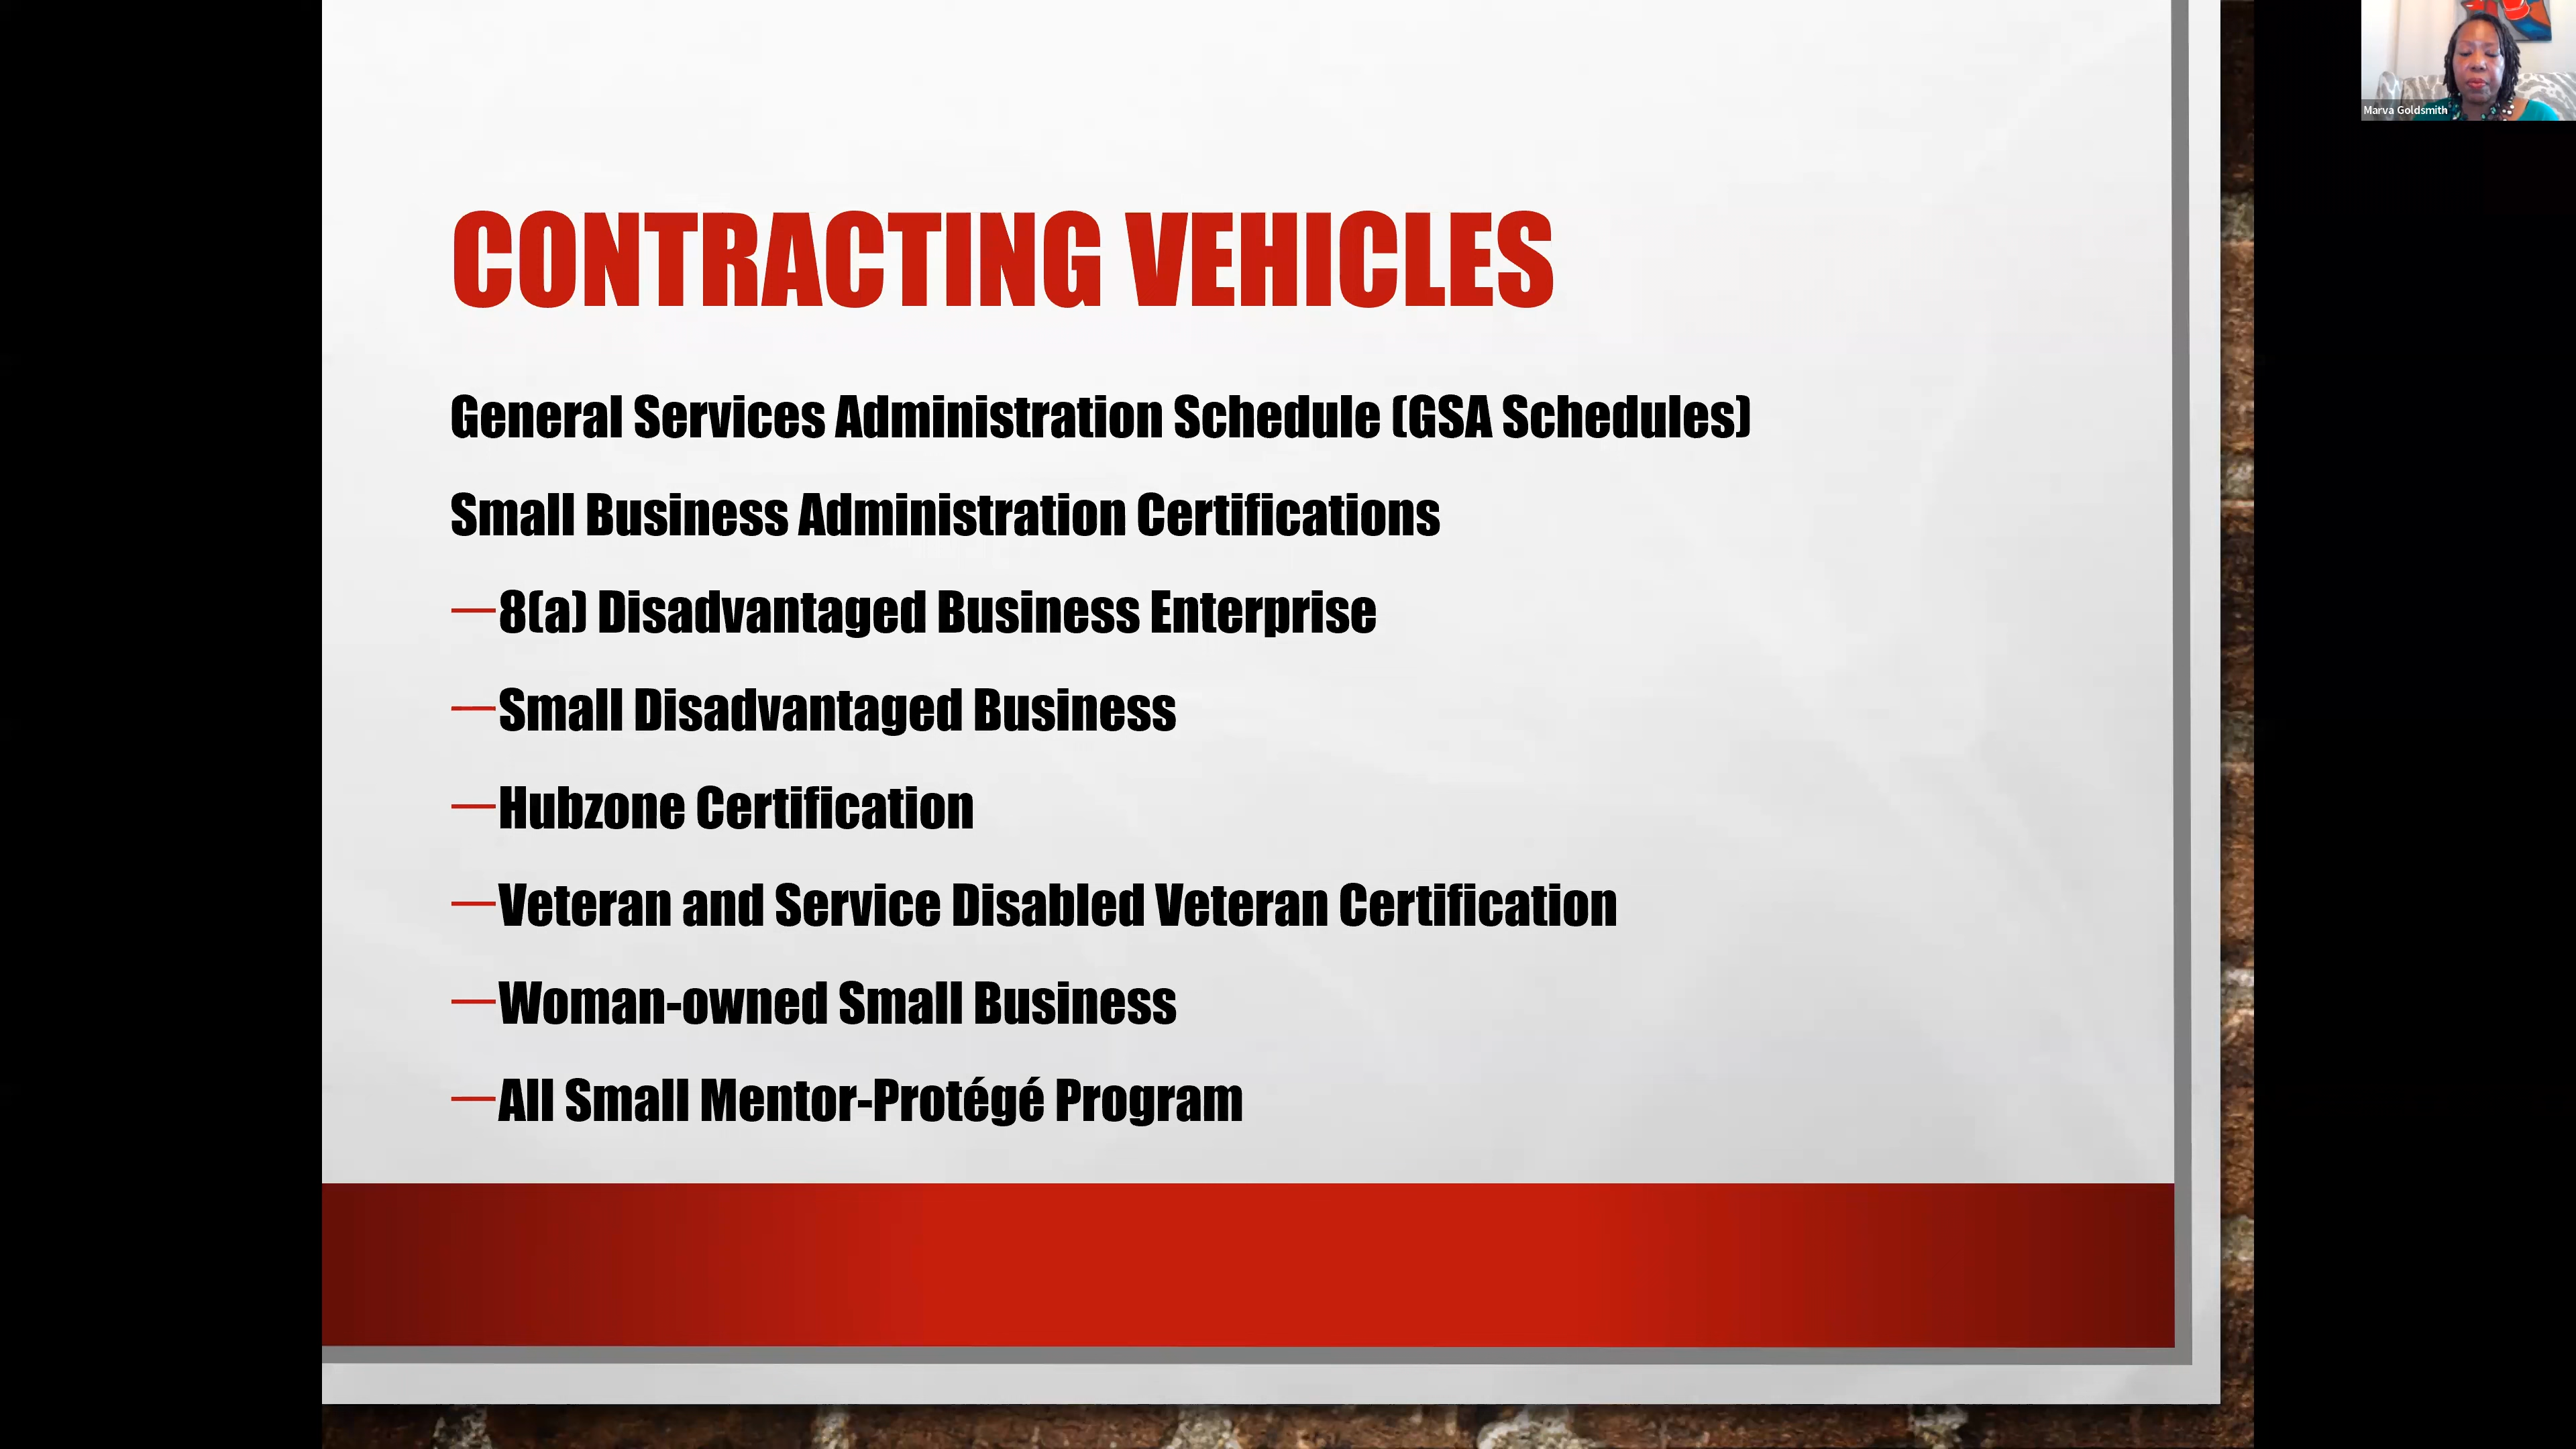 CONTRACTING VEHICLES
General Services Administration Schedule (GSA Schedules)
Small Business Administration Certifications
—8(a) Disadvantaged Business Enterprise
—Small Disadvantaged Business
—Hubzone Certification
—Veteran and Service Disabled Veteran Certification
—Woman-owned Small Business
—All Small Mentor-Protégé Program
Marva Goldsmith